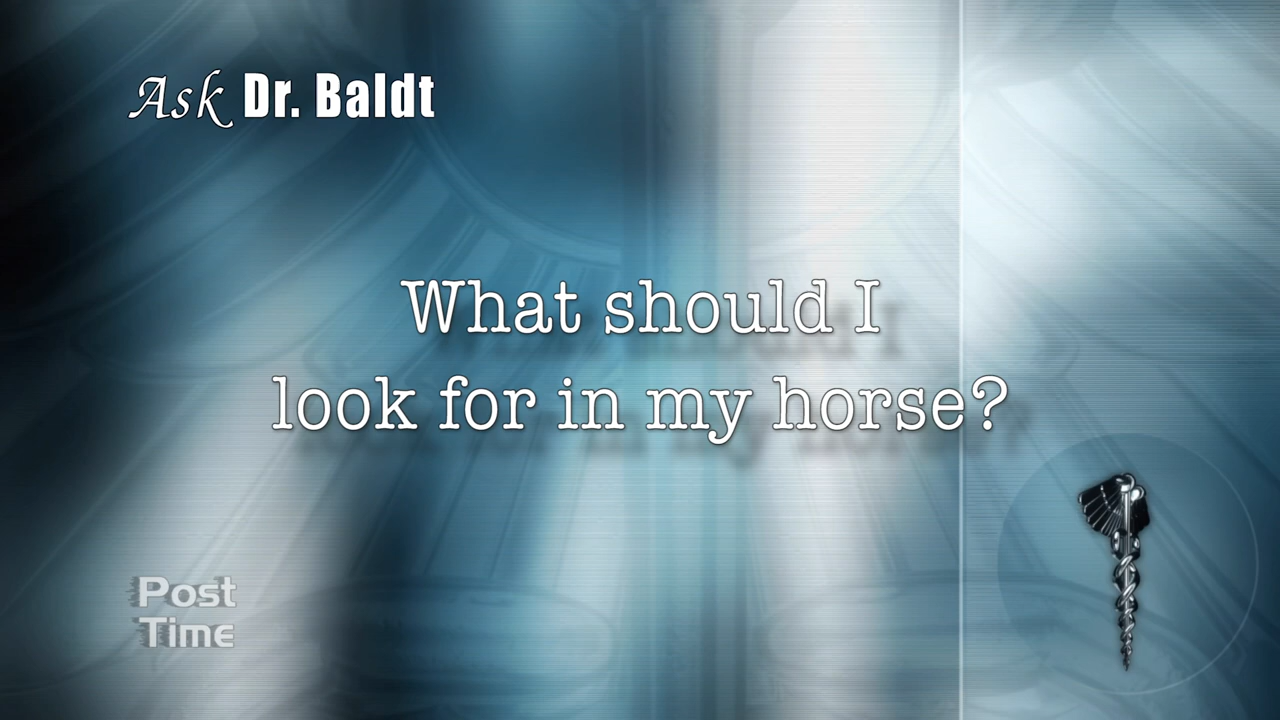 Ask Dr. Baldt
What should I
look for in my horse?
Post
Time